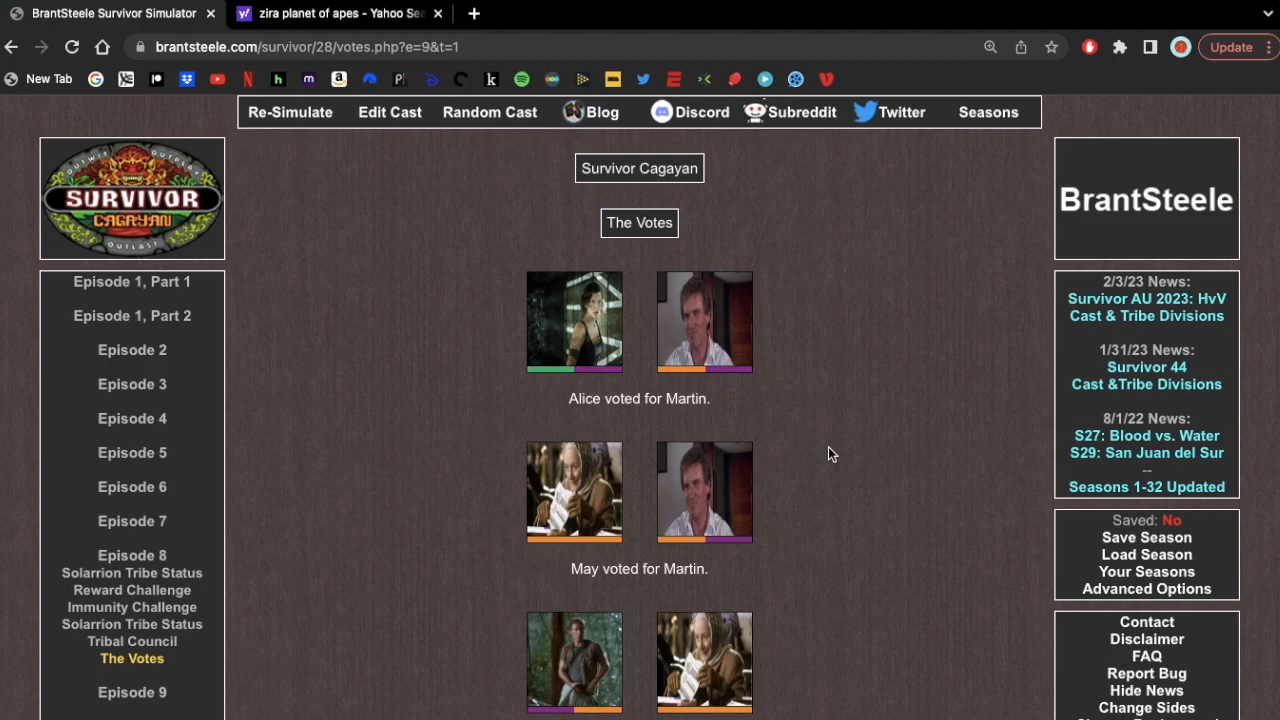 BrantSteele Survivor Simulator
zira planet of apes - Yahoo Se
brantsteele.com/survivor/28/votes.php?e=9&t=1
Update
New Tab
Re-Simulate Edit Cast Random Cast Blog Discord Subreddit Twitter Seasons
OUTWIT OUTPLAY
SURVIVOR
CAGAYAN
OUTLAST
Episode 1, Part 1
Episode 1, Part 2
Episode 2
Episode 3
Episode 4
Episode 5
Episode 6
Episode 7
Episode 8
Solarrion Tribe Status
Reward Challenge
Immunity Challenge
Solarrion Tribe Status
Tribal Council
The Votes
Episode 9
Survivor Cagayan
The Votes
Alice voted for Martin.
May voted for Martin.
BrantSteele
2/3/23 News:
Survivor AU 2023: HvV
Cast & Tribe Divisions
1/31/23 News:
Survivor 44
Cast &Tribe Divisions
8/1/22 News:
S27: Blood vs. Water
S29: San Juan del Sur
--
Seasons 1-32 Updated
Saved: No
Save Season
Load Season
Your Seasons
Advanced Options
Contact
Disclaimer
FAQ
Report Bug
Hide News
Change Sides